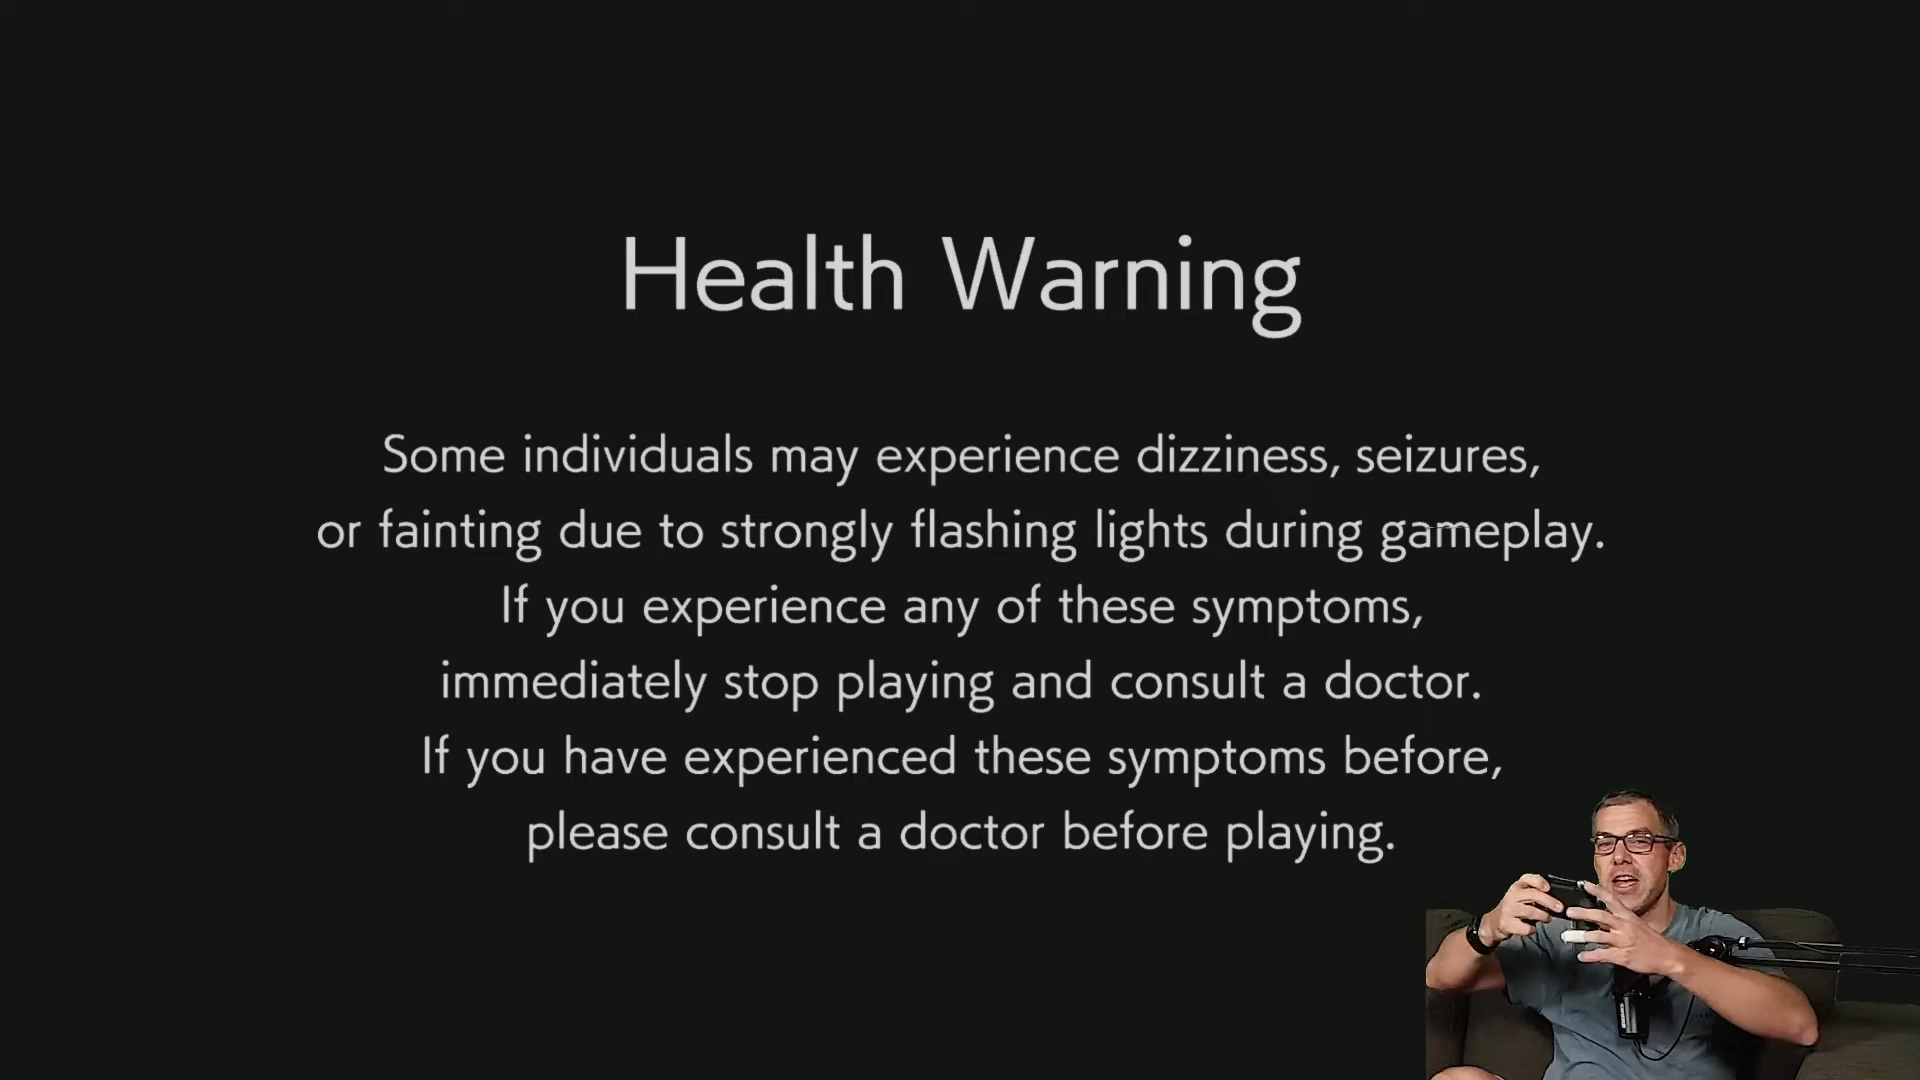 Health Warning
Some individuals may experience dizziness, seizures,
or fainting due to strongly flashing lights during gameplay.
If you experience any of these symptoms,
immediately stop playing and consult a doctor.
If you have experienced these symptoms before,
please consult a doctor before playing.